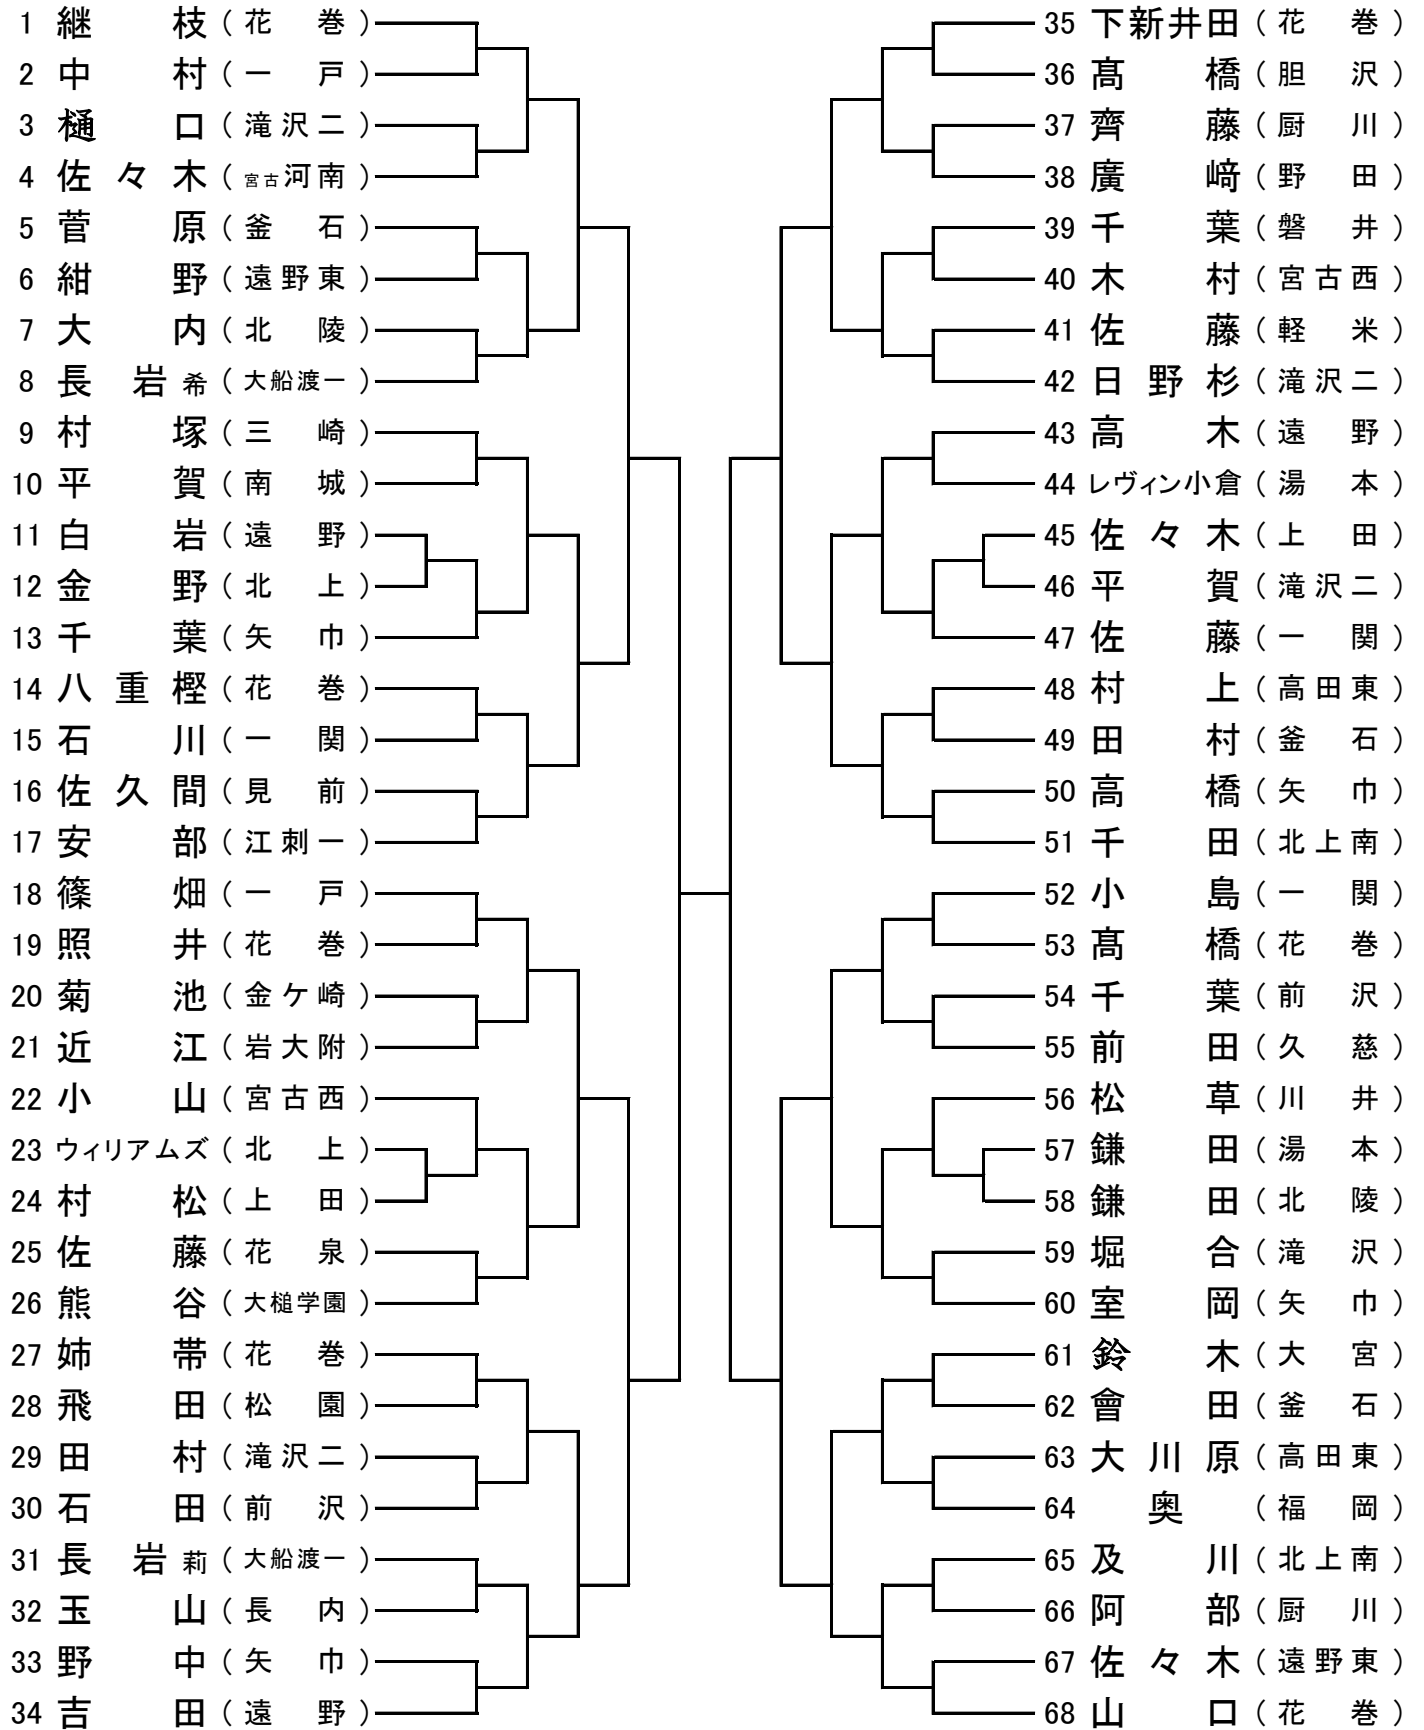 1 継枝(花巻)
2 中村(一戸)
3 樋口(滝沢二)
4 佐々木(宮古河南)
5 菅原(釜石)
6 紺野(遠野東)
7 大内(北陵)
8 長岩希(大船渡一)
9 村塚(三崎)
10 平賀(南城)
11 白岩(遠野)
12 金野(北上)
13 千葉(矢巾)
14 八重樫(花巻)
15 石川(一関)
16 佐久間(見前)
17 安部(江刺一)
18 篠畑(一戸)
19 照井(花巻)
20 菊池(金ケ崎)
21 近江(岩大附)
22 小山(宮古西)
23 ウィリアムズ(北上)
24 村松(上田)
25 佐藤(花泉)
26 熊谷(大槌学園)
27 姉帯(花巻)
28 飛田(松園)
29 田村(滝沢二)
30 石田(前沢)
31 長岩莉(大船渡一)
32 玉山(長内)
33 野中(矢巾)
34 吉田(遠野)
35 下新井田(花巻)
36 髙橋(胆沢)
37 齊藤(厨川)
38 廣﨑(野田)
39 千葉(磐井)
40 木村(宮古西)
41 佐藤(軽米)
42 日野杉(滝沢二)
43 高木(遠野)
44 レヴィン小倉(湯本)
45 佐々木(上田)
46 平賀(滝沢二)
47 佐藤(一関)
48 村上(高田東)
49 田村(釜石)
50 高橋(矢巾)
51 千田(北上南)
52 小島(一関)
53 髙橋(花巻)
54 千葉(前沢)
55 前田(久慈)
56 松草(川井)
57 鎌田(湯本)
58 鎌田(北陵)
59 堀合(滝沢)
60 室岡(矢巾)
61 鈴木(大宮)
62 會田(釜石)
63 大川原(高田東)
64 奥(福岡)
65 及川(北上南)
66 阿部(厨川)
67 佐々木(遠野東)
68 山口(花巻)